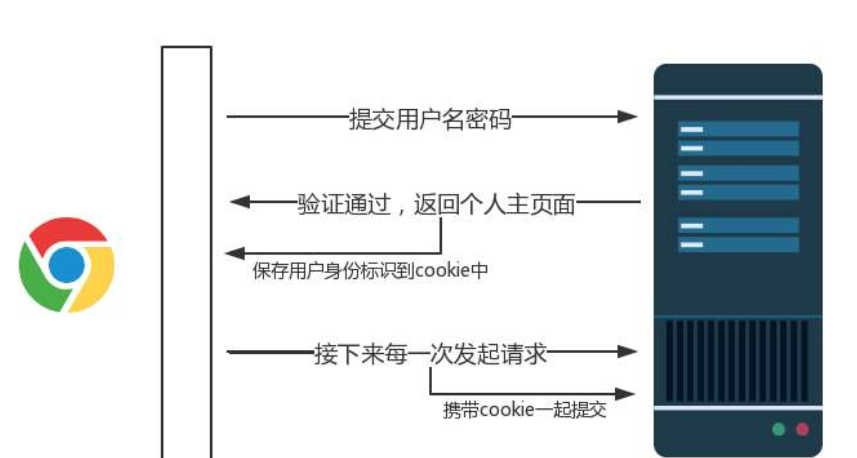 提交用户名密码
验证通过，返回个人主页面
保存用户身份标识到cookie中
接下来每一次发起请求
携带cookie一起提交